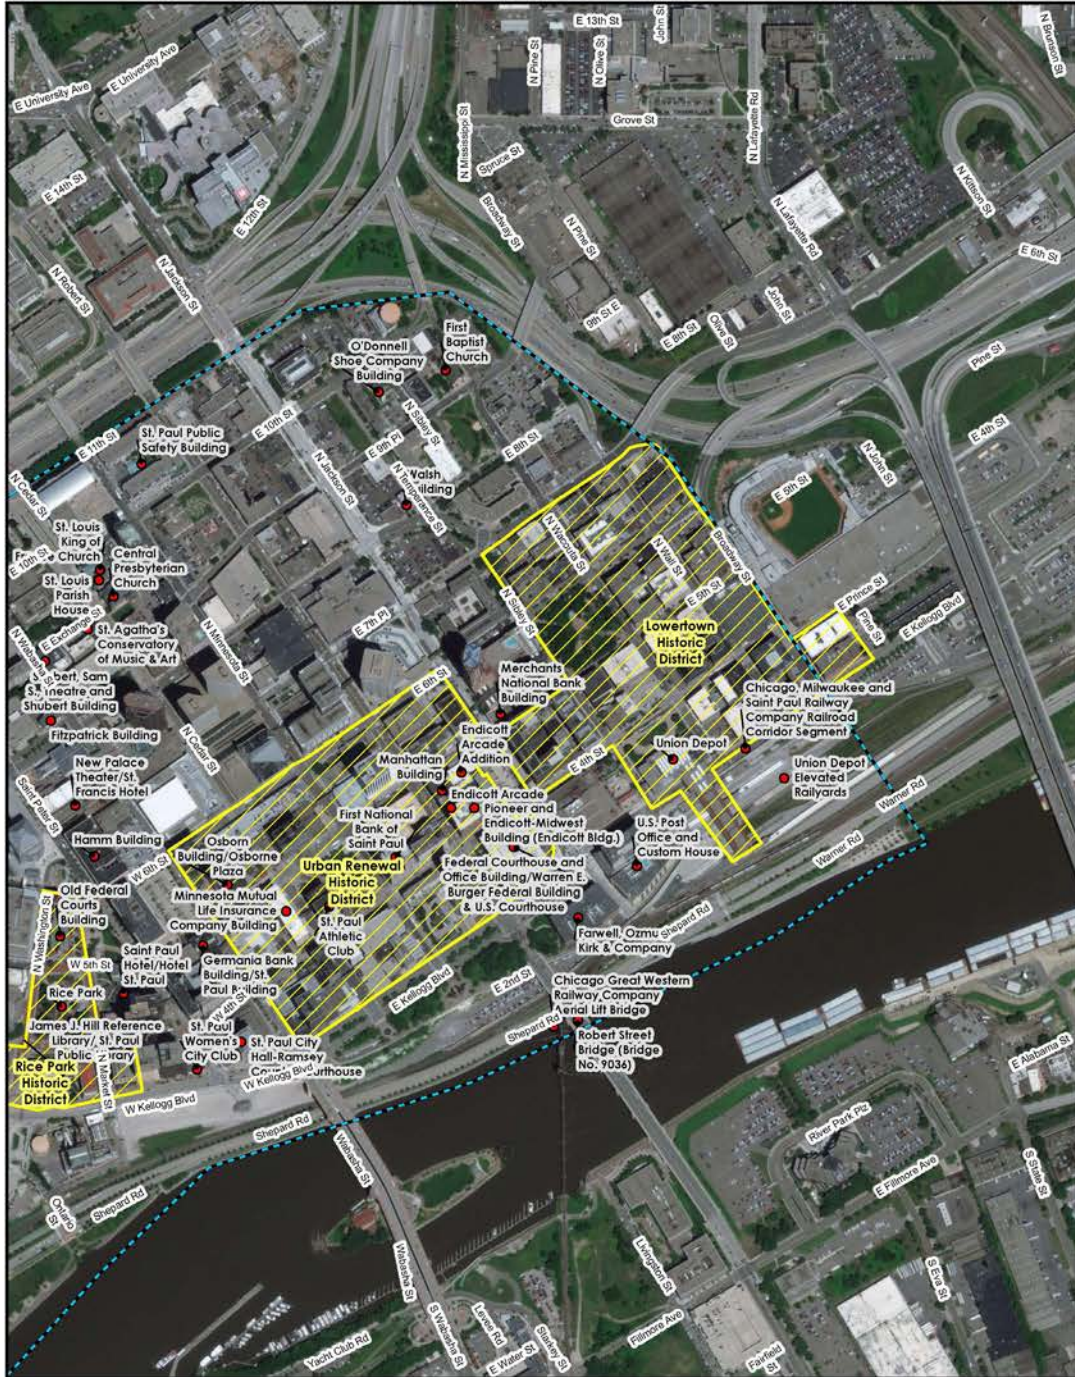 E 13th St
John St
N Pine St
N Olive St
N Brunson St
E University Ave
E University Ave
N Mississippi St
Grove St
N Lafayette Rd
Spruce St
E 14th St
E 12th St
Broadway St
N Pine St
N Kittson St
N Lafayette Rd
E 6th St
N Robert St
N Jackson St
John St
9th St E
E 8th St
Olive St
Pine St
First
Baptist
Church
O'Donnell
Shoe Company
Building
N Sibley St
E 4th St
E 11th St
St. Paul Public
Safety Building
E 10th St
E 9th Pl
E 8th St
N John St
E 5th St
N Cedar St
N Jackson St
N Temperance St
Walsh
Building
N Wacouta St
N Wall St
Broadway St
E 10th St
St. Louis
King of
Church
Central
Presbyterian
Church
St. Louis
Parish
House
E Exchange St
E 5th St
E Prince St
Pine St
E Kellogg Blvd
N Sibley St
E 7th Pl
Lowertown
Historic
District
N Wabasha St
St. Agatha's
Conservatory
of Music & Art
N Minnesota St
E 6th St
Merchants
National Bank
Building
Shubert Building
Fitzpatrick Building
Chicago, Milwaukee and
Saint Paul Railway
Company Railroad
Corridor Segment
N Cedar St
Endicott
Arcade
Addition
E 4th St
Union Depot
Union Depot
Elevated
Railyards
Warner Rd
New Palace
Theater/St.
Francis Hotel
Manhattan
Building
Saint Peter St
Endicott Arcade
Pioneer and
Endicott-Midwest
Building (Endicott Bldg.)
First National
Bank of
Saint Paul
U.S. Post
Office and
Custom House
Warner Rd
Hamm Building
W 6th St
Osborn
Building/Osborne
Plaza
Urban Renewal
Historic
District
Federal Courthouse and
Office Building/Warren E.
Burger Federal Building
& U.S. Courthouse
Minnesota Mutual
Life Insurance
Company Building
Old Federal
Courts
Building
N Washington St
St. Paul
Athletic
Club
Shepard Rd
Farwell, Ozmu
Kirk & Company
W 5th St
Saint Paul
Hotel/Hotel
St. Paul
Germania Bank
Building/St.
Paul Building
E Kellogg Blvd
E 2nd St
Rice Park
W 4th St
Chicago Great Western
Railway Company
Aerial Lift Bridge
James J. Hill Reference
Library/ St. Paul
Public Library
St. Paul
Women's
City Club
St. Paul City
Hall-Ramsey
County Courthouse
Shepard Rd
Robert Street
Bridge (Bridge
No. 9036)
Rice Park
Historic
District
N Market St
W Kellogg Blvd
W Kellogg Blvd
E Alabama St
Shepard Rd
River Park Plz
Wabasha St
E Fillmore Ave
S State St
Ontario
St
Shepard Rd
Wabasha St
Livingston St
S Eva St
S Wabasha St
Levee Rd
Starkey St
E Water St
Fillmore Ave
Yacht Club Rd
Fairfield
St